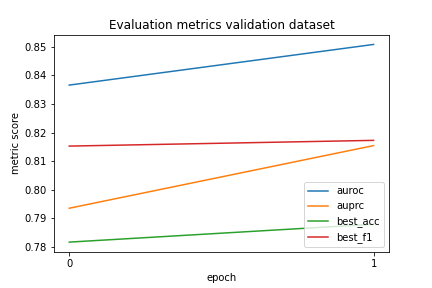 Evaluation metrics validation dataset
metric score
0.85
0.84
0.83
0.82
0.81
0.80
0.79
0.78
auroc
auprc
best_acc
best_f1
0 1
epoch